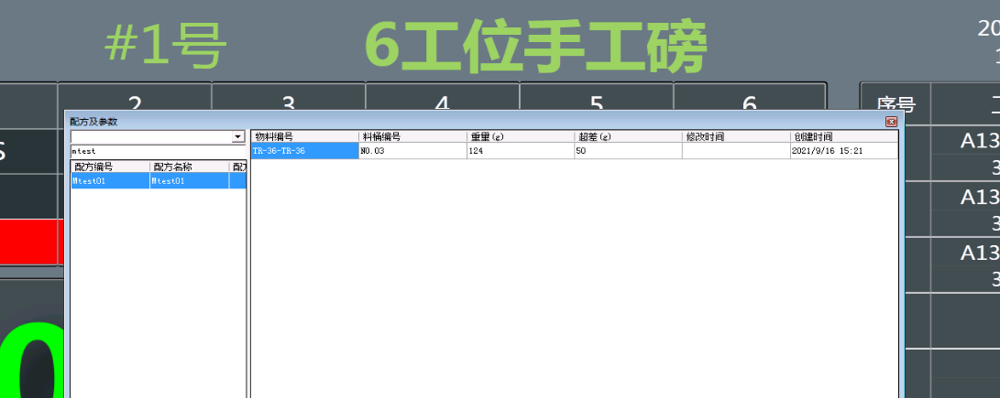 #1号
6工位手工磅
20
2 3 4 5 6 序号
配方及参数
物料编号 料桶编号 重量(g) 超差(g) 修改时间 创建时间
mtest
TR-36-TR-36 NO.03 124 50 2021/9/16 15:21
配方编号 配方名称
Mtest01 Mtest01
S
A13
3
A13
3
A13
3
0